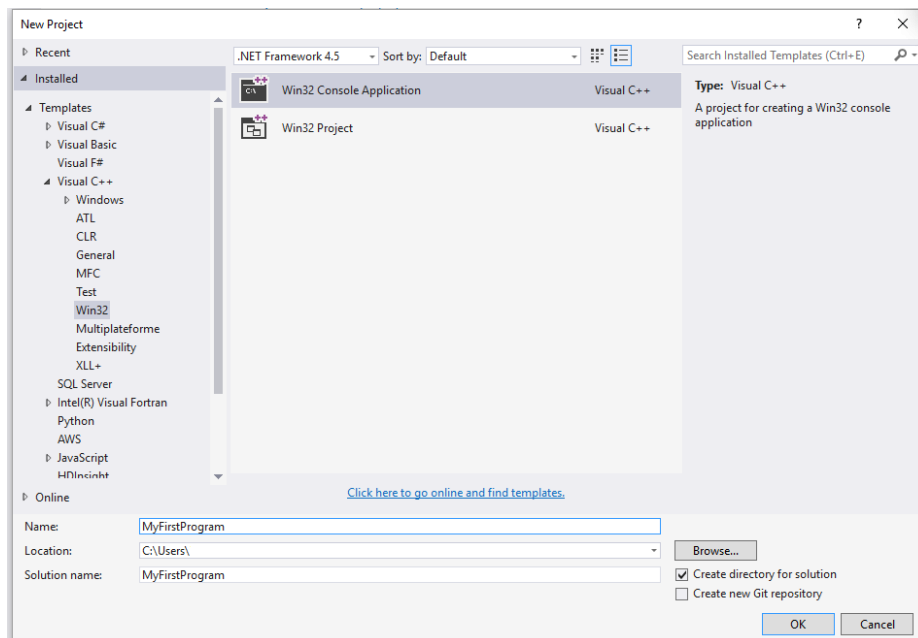 New Project
?
Recent
Installed
Templates
Visual C#
Visual Basic
Visual F#
Visual C++
Windows
ATL
CLR
General
MFC
Test
Win32
Multiplateforme
Extensibility
XLL+
SQL Server
Intel(R) Visual Fortran
Python
AWS
JavaScript
HDInsight
Online
.NET Framework 4.5 Sort by: Default
Win32 Console Application Visual C++
Win32 Project Visual C++
Click here to go online and find templates.
Search Installed Templates (Ctrl+E)
Type: Visual C++
A project for creating a Win32 console
application
Name: MyFirstProgram
Location: C:\Users\
Browse...
Solution name: MyFirstProgram
Create directory for solution
Create new Git repository
OK Cancel